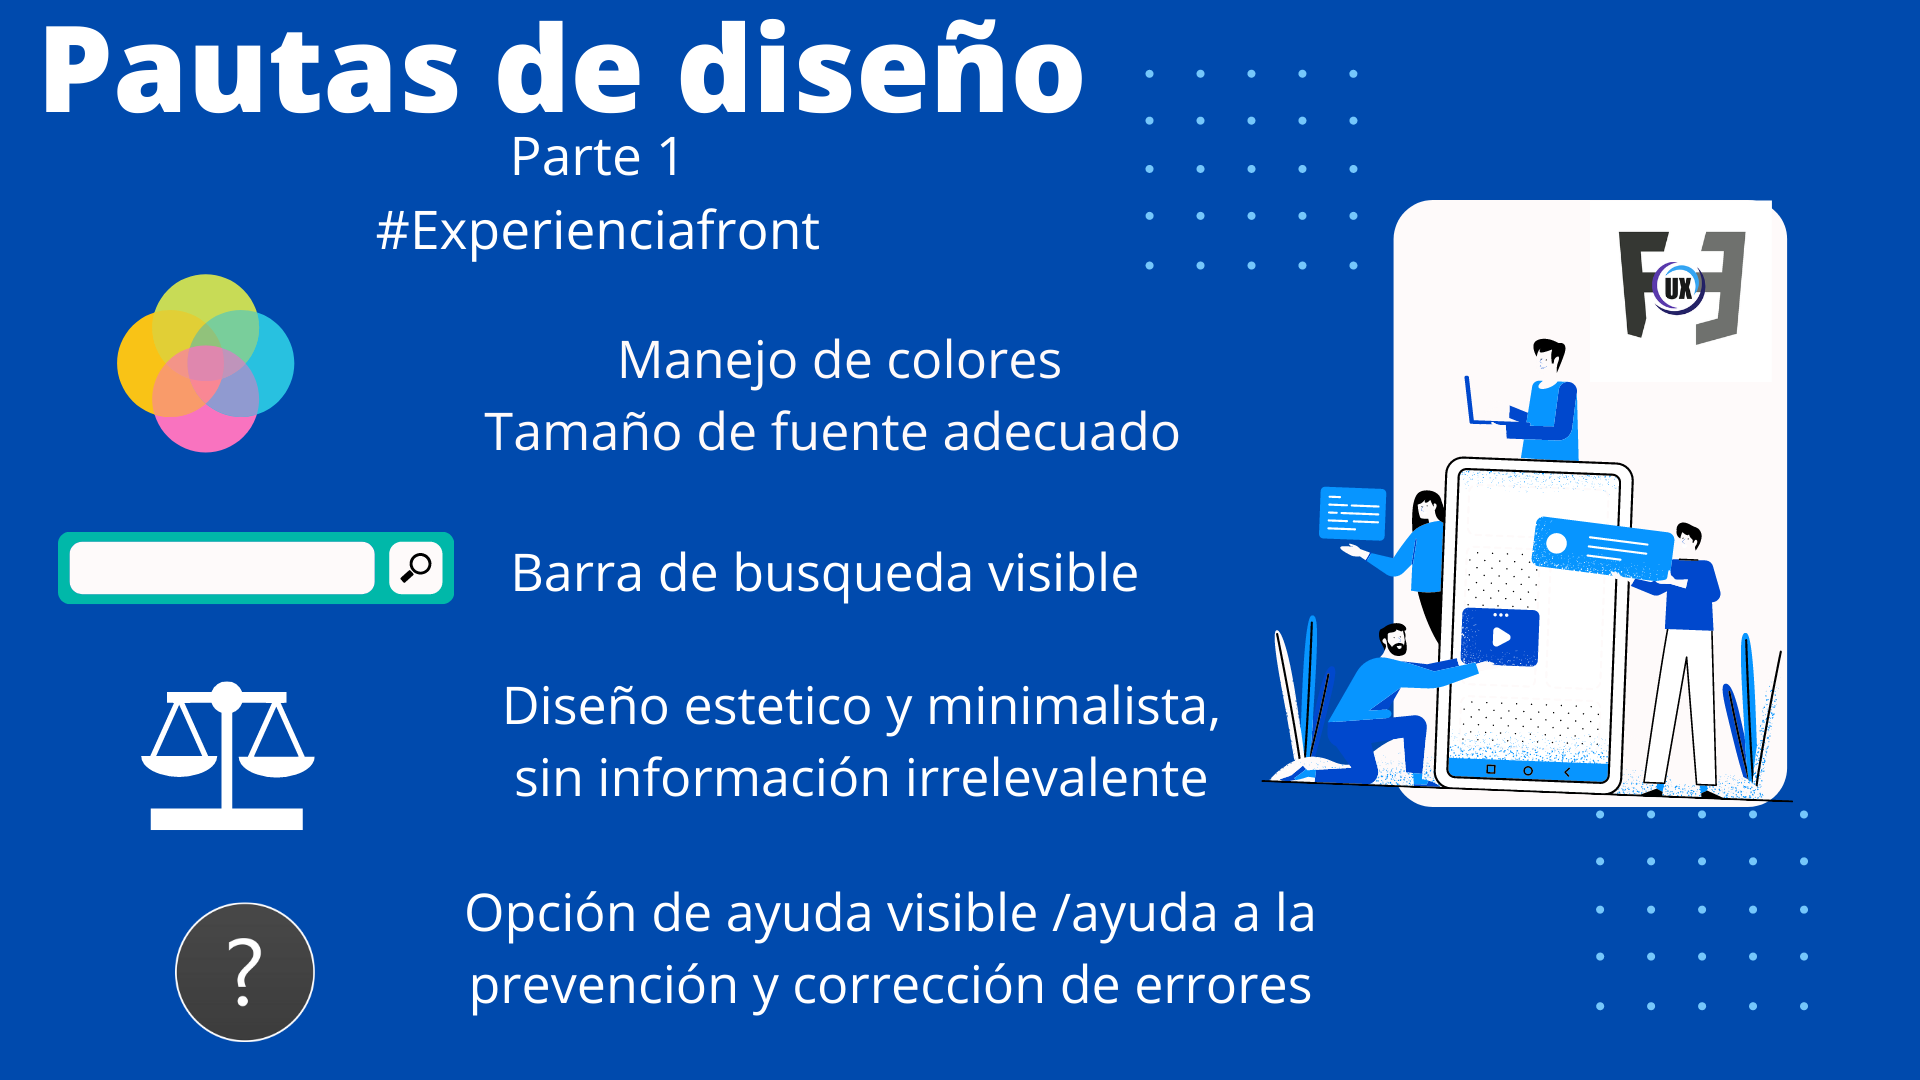 Pautas de diseño
Parte 1
#Experienciafront
UX
Manejo de colores
Tamaño de fuente adecuado
Barra de busqueda visible
Diseño estetico y minimalista,
sin información irrelevalente
?
Opción de ayuda visible /ayuda a la
prevención y corrección de errores